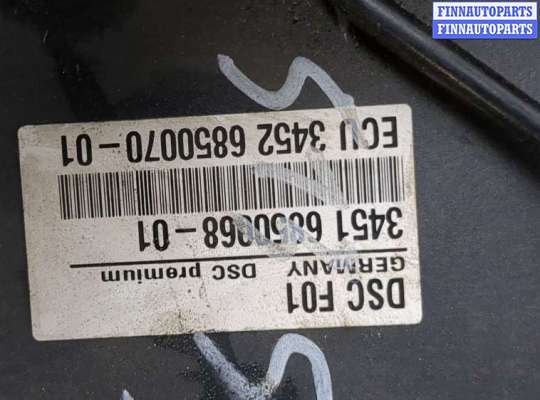 FINNAUTOPARTS
FINNAUTOPARTS
DSC F01
GERMANY DSC premium
3451 6850068-01
ECU 3452 6850070-01